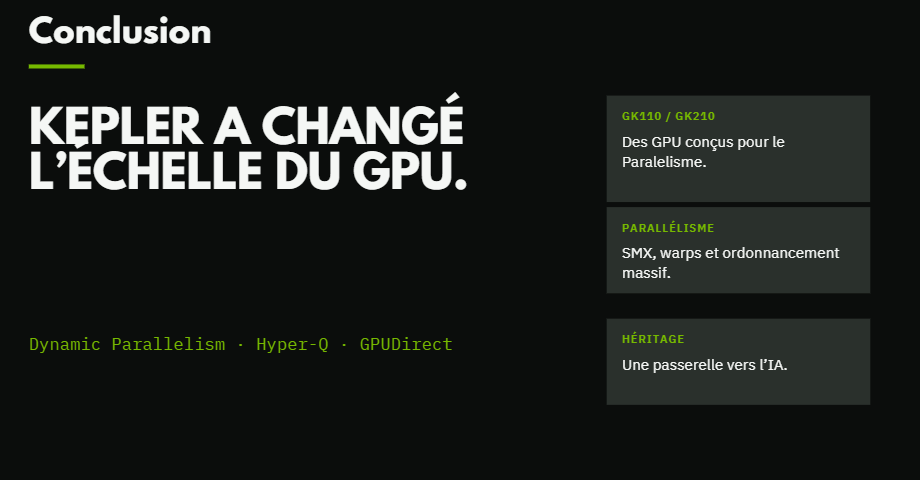 Conclusion
KEPLER A CHANGÉ
L’ÉCHELLE DU GPU.
Dynamic Parallelism · Hyper-Q · GPUDirect
GK110 / GK210
Des GPU conçus pour le
Paralelisme.
PARALLÉLISME
SMX, warps et ordonnancement
massif.
HÉRITAGE
Une passerelle vers l’IA.